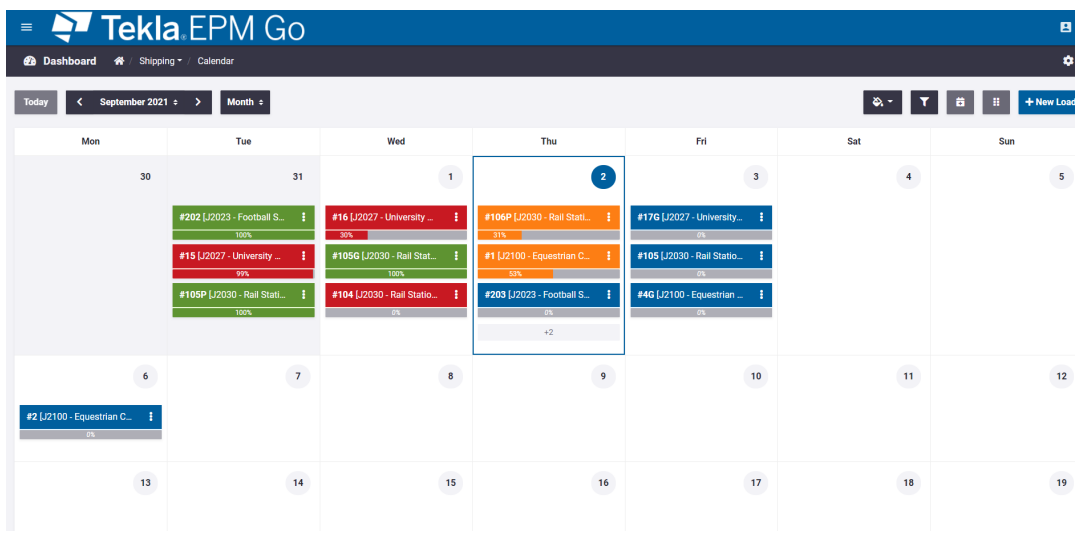 Tekla® EPM Go
Dashboard / Shipping / Calendar
Today < September 2021 > Month + New Load
Mon Tue Wed Thu Fri Sat Sun
30 31 1 2 3 4 5
#202 [J2023 - Football S... #16 [J2027 - University ... #106P [J2030 - Rail Stati... #17G [J2027 - University...
100% 30% 31% 0%
#15 [J2027 - University ... #105G [J2030 - Rail Stat... #1 [J2100 - Equestrian C... #105 [J2030 - Rail Statio...
99% 100% 53% 0%
#105P [J2030 - Rail Stati... #104 [J2030 - Rail Statio... #203 [J2023 - Football S... #4G [J2100 - Equestrian ...
100% 0% 0% 0%
+2
6 7 8 9 10 11 12
#2 [J2100 - Equestrian C...
0%
13 14 15 16 17 18 19